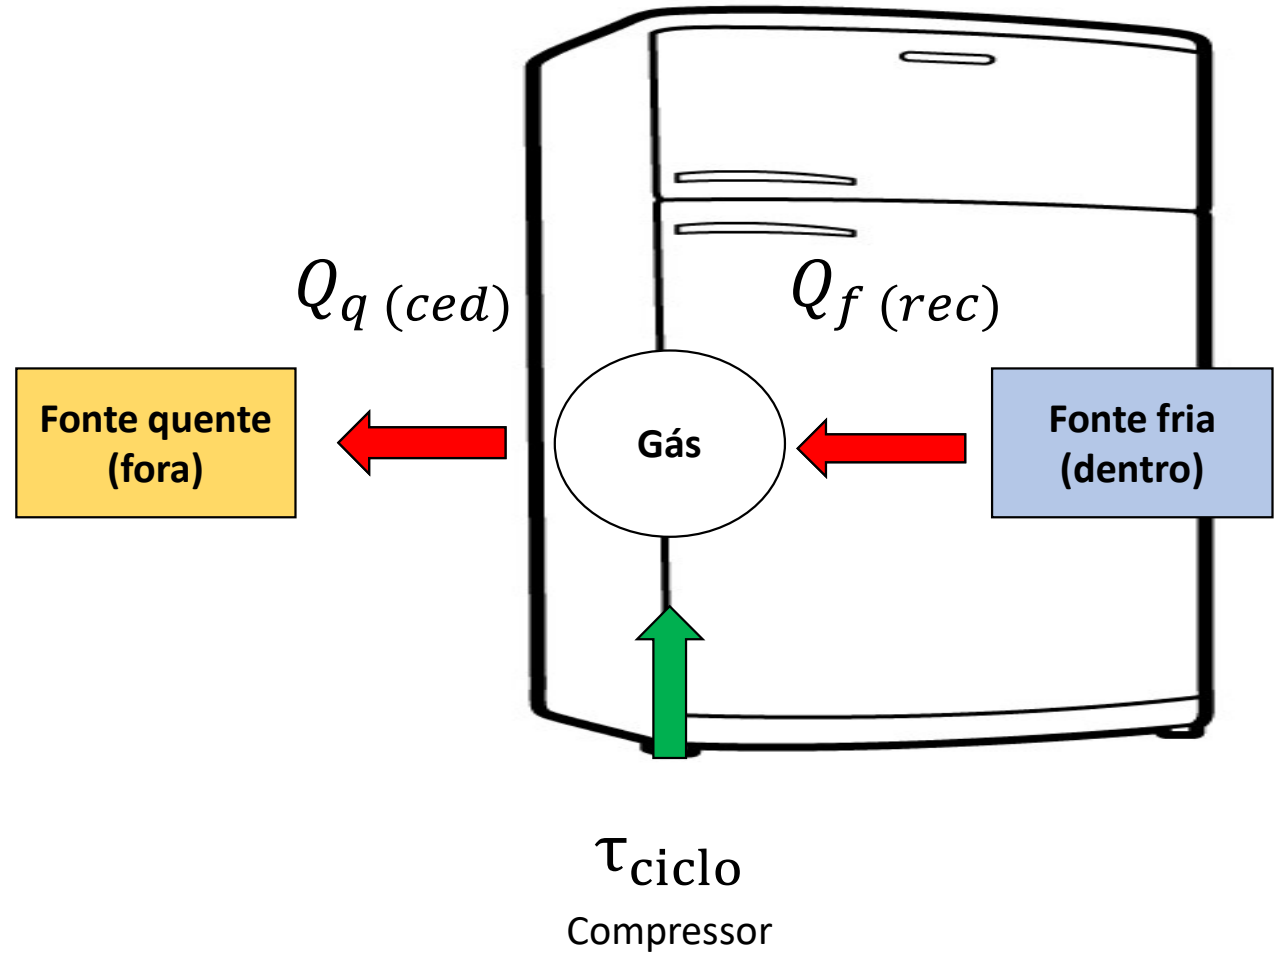 Q_q (ced)
Q_f (rec)
Fonte quente
(fora)
Gás
Fonte fria
(dentro)
τ_ciclo
Compressor